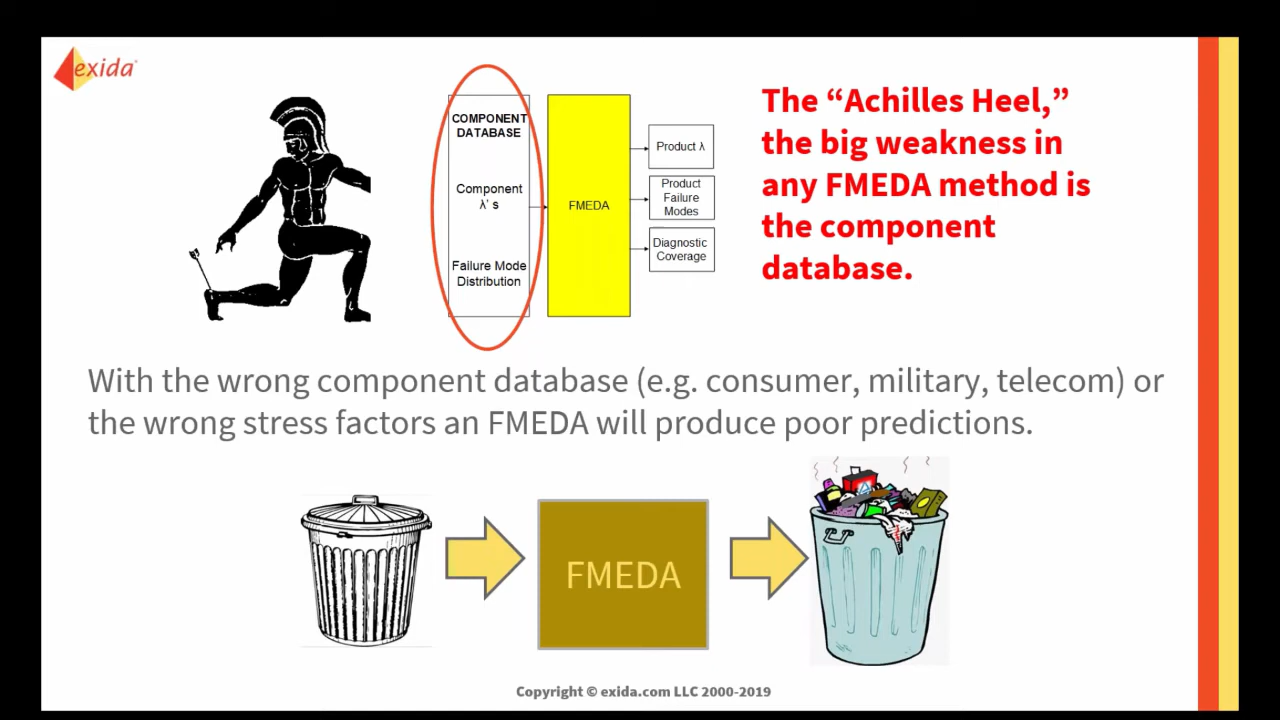 exida
The “Achilles Heel,”
the big weakness in
any FMEDA method is
the component
database.
COMPONENT
DATABASE
Component
λ’ s
Failure Mode
Distribution
FMEDA
Product λ
Product
Failure
Modes
Diagnostic
Coverage
With the wrong component database (e.g. consumer, military, telecom) or
the wrong stress factors an FMEDA will produce poor predictions.
FMEDA
Copyright © exida.com LLC 2000-2019